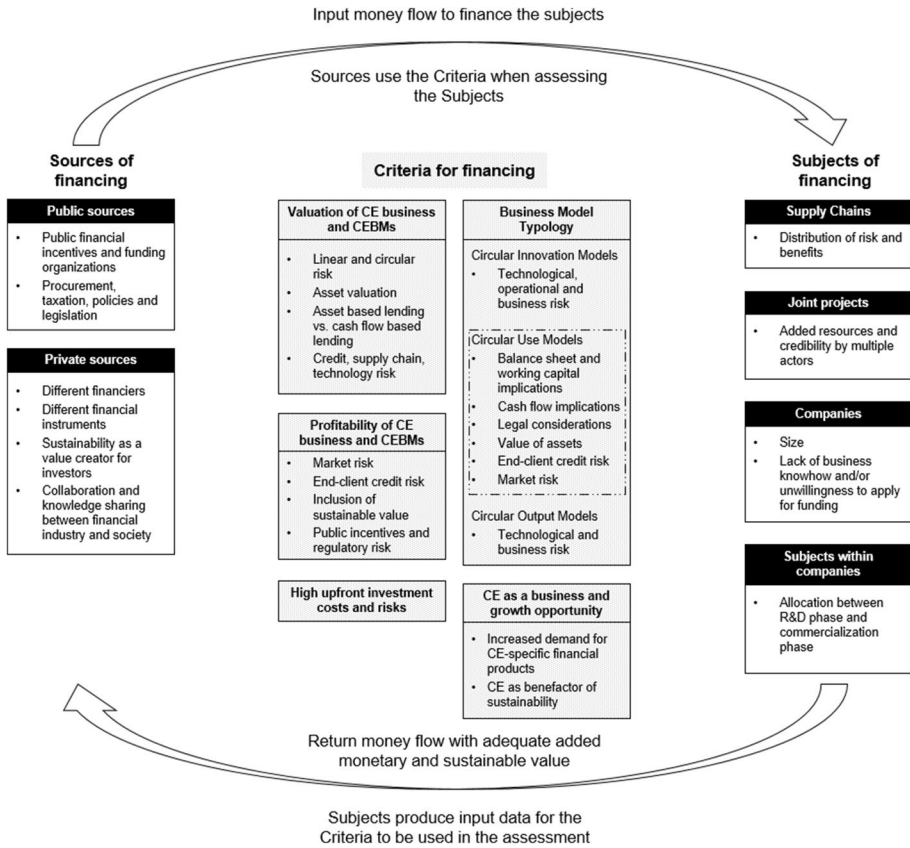 Input money flow to finance the subjects
Sources use the Criteria when assessing
the Subjects
Sources of
financing
Public sources
• Public financial
incentives and funding
organizations
• Procurement,
taxation, policies and
legislation
Private sources
• Different financiers
• Different financial
instruments
• Sustainability as a
value creator for
investors
• Collaboration and
knowledge sharing
between financial
industry and society
Criteria for financing
Valuation of CE business
and CEBMs
• Linear and circular
risk
• Asset valuation
• Asset based lending
vs. cash flow based
lending
• Credit, supply chain,
technology risk
Profitability of CE
business and CEBMs
• Market risk
• End-client credit risk
• Inclusion of
sustainable value
• Public incentives and
regulatory risk
High upfront investment
costs and risks
Business Model
Typology
Circular Innovation Models
• Technological,
operational and
business risk
Circular Use Models
• Balance sheet and
working capital
implications
• Cash flow implications
• Legal considerations
• Value of assets
• End-client credit risk
• Market risk
Circular Output Models
• Technological and
business risk
CE as a business and
growth opportunity
• Increased demand for
CE-specific financial
products
• CE as benefactor of
sustainability
Subjects of
financing
Supply Chains
• Distribution of risk and
benefits
Joint projects
• Added resources and
credibility by multiple
actors
Companies
• Size
• Lack of business
knowhow and/or
unwillingness to apply
for funding
Subjects within
companies
• Allocation between
R&D phase and
commercialization
phase
Return money flow with adequate added
monetary and sustainable value
Subjects produce input data for the
Criteria to be used in the assessment